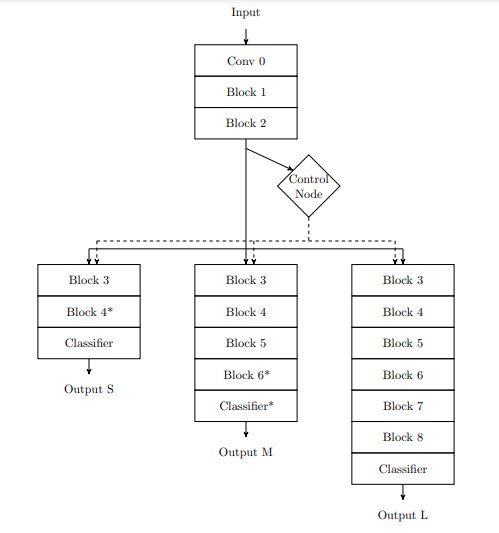 Input
Conv 0
Block 1
Block 2
Control
Node
Block 3
Block 4*
Classifier
Output S
Block 3
Block 4
Block 5
Block 6*
Classifier*
Output M
Block 3
Block 4
Block 5
Block 6
Block 7
Block 8
Classifier
Output L